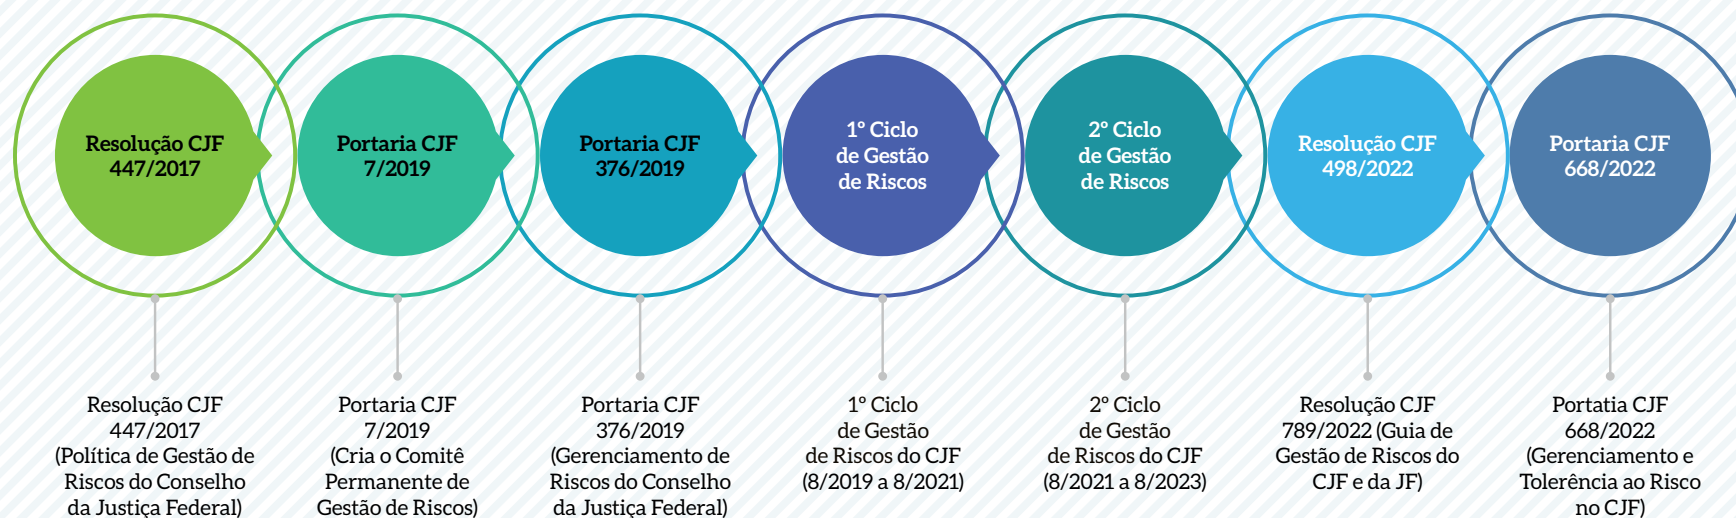 Resolução CJF
447/2017
Portaria CJF
7/2019
Portaria CJF
376/2019
1º Ciclo
de Gestão
de Riscos
2º Ciclo
de Gestão
de Riscos
Resolução CJF
498/2022
Portaria CJF
668/2022
Resolução CJF
447/2017
(Política de Gestão de
Riscos do Conselho
da Justiça Federal)
Portaria CJF
7/2019
(Cria o Comitê
Permanente de
Gestão de Riscos)
Portaria CJF
376/2019
(Gerenciamento de
Riscos do Conselho
da Justiça Federal)
1º Ciclo
de Gestão
de Riscos do CJF
(8/2019 a 8/2021)
2º Ciclo
de Gestão
de Riscos do CJF
(8/2021 a 8/2023)
Resolução CJF
789/2022 (Guia de
Gestão de Riscos do
CJF e da JF)
Portatia CJF
668/2022
(Gerenciamento e
Tolerência ao Risco
no CJF)